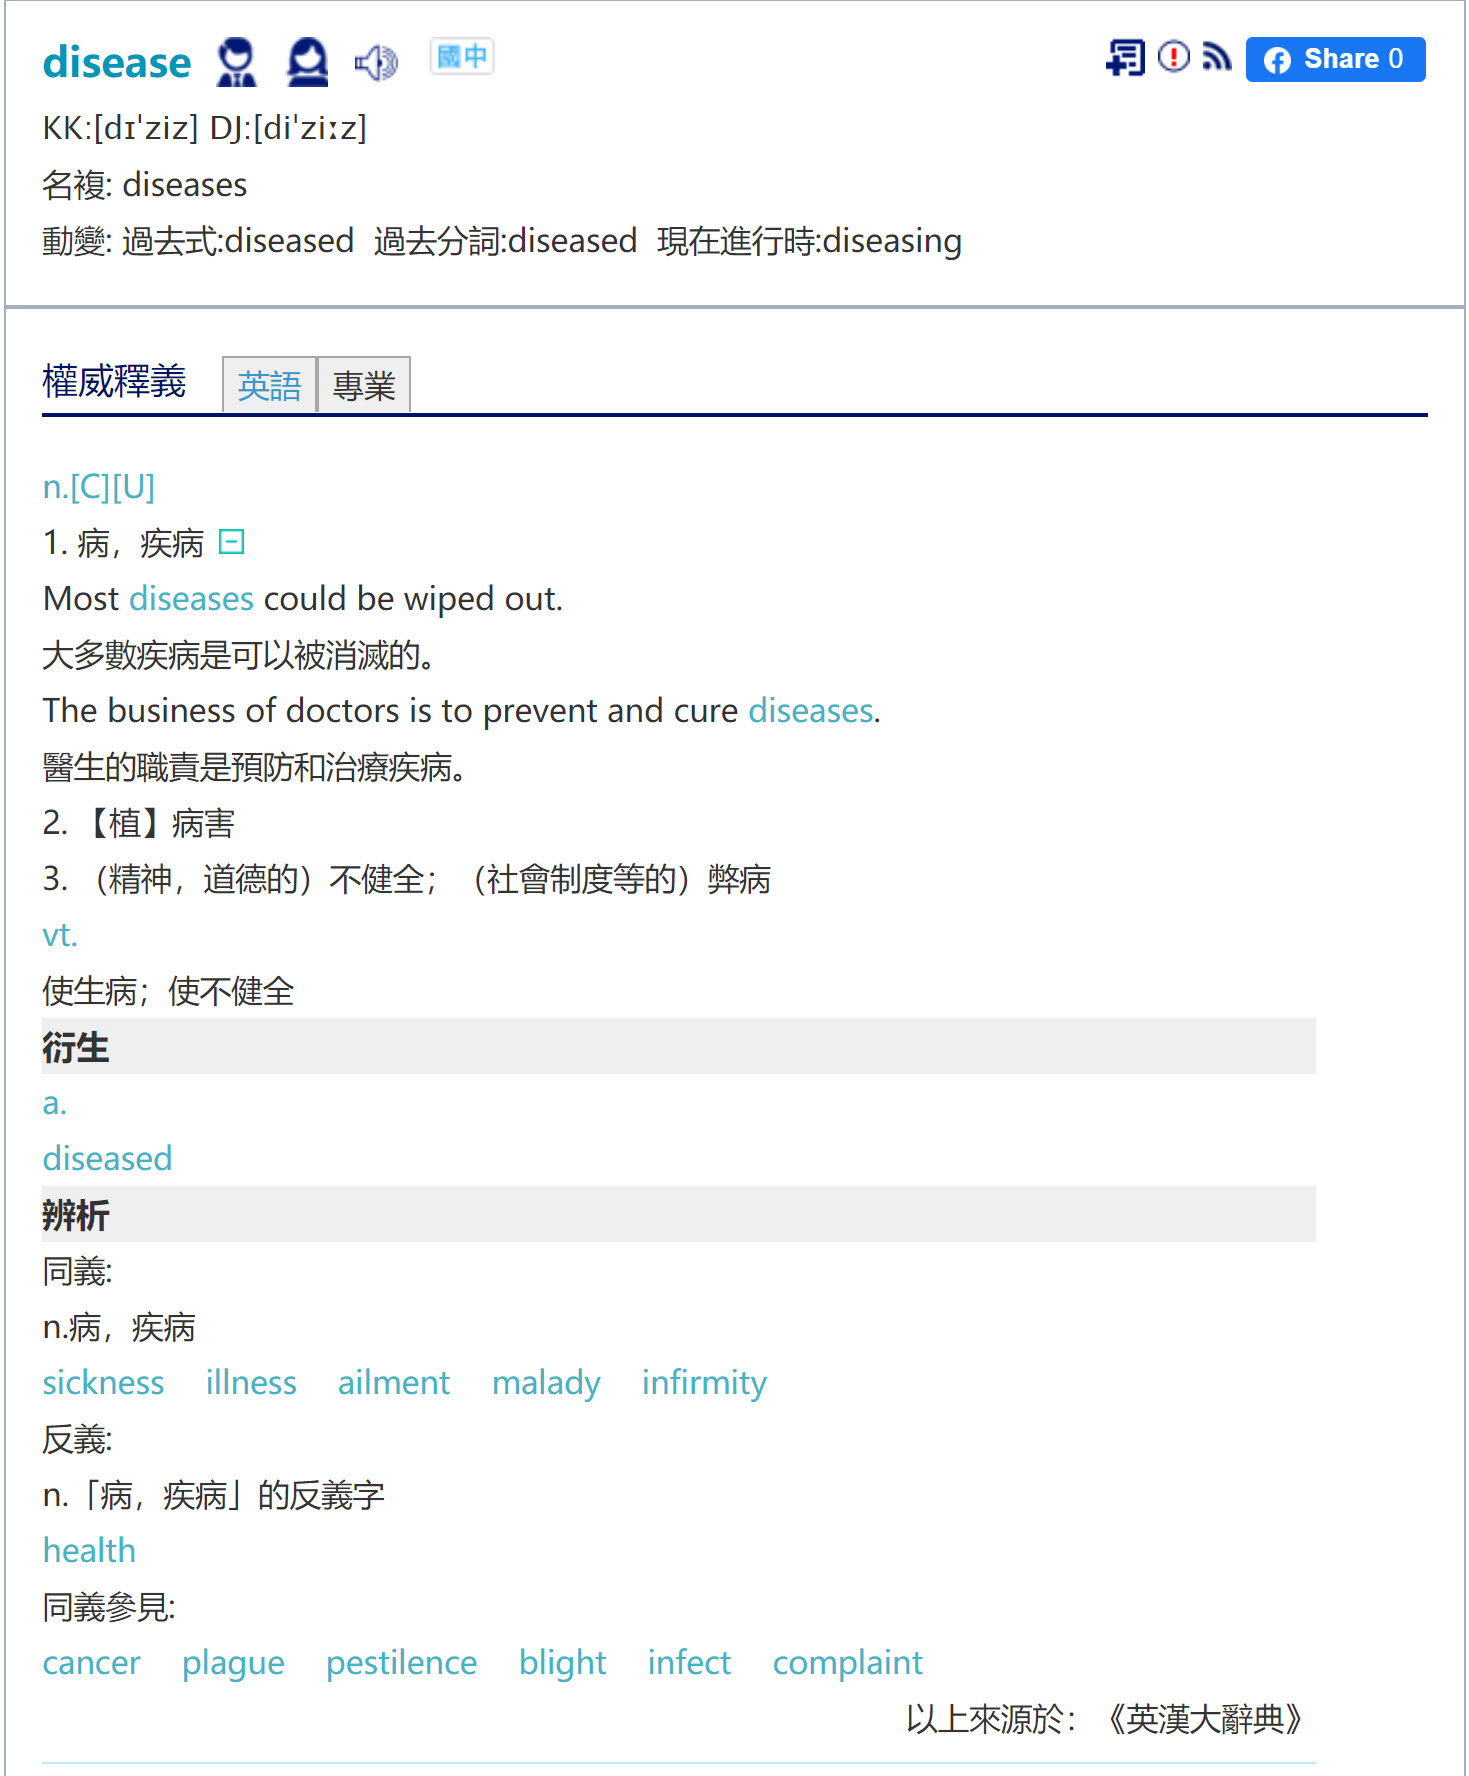 disease 國中 Share 0
KK:[dɪˈziz] DJ:[diˈziːz]
名複: diseases
動變: 過去式:diseased 過去分詞:diseased 現在進行時:diseasing
權威釋義 英語 專業
n.[C][U]
1. 病，疾病
Most diseases could be wiped out.
大多數疾病是可以被消滅的。
The business of doctors is to prevent and cure diseases.
醫生的職責是預防和治療疾病。
2. 【植】病害
3. （精神，道德的）不健全；（社會制度等的）弊病
vt.
使生病；使不健全
衍生
a.
diseased
辨析
同義:
n.病，疾病
sickness illness ailment malady infirmity
反義:
n.「病，疾病」的反義字
health
同義參見:
cancer plague pestilence blight infect complaint
以上來源於：《英漢大辭典》